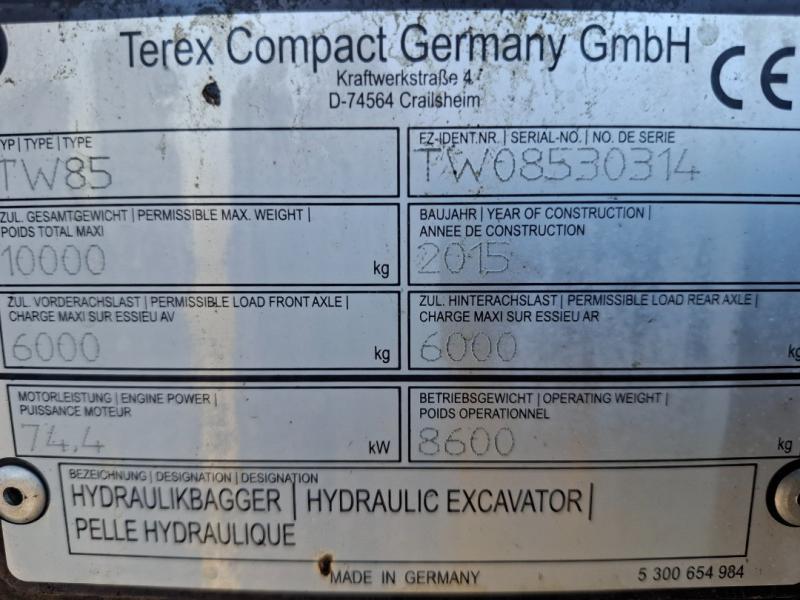 Terex Compact Germany GmbH
Kraftwerkstraße 4
D-74564 Crailsheim
CE
YP | TYPE | TYPE
TW85
FZ-IDENT.NR. | SERIAL-NO. | NO. DE SERIE
TW08530314
ZUL. GESAMTGEWICHT | PERMISSIBLE MAX. WEIGHT |
POIDS TOTAL MAXI
10000 kg
BAUJAHR | YEAR OF CONSTRUCTION |
ANNEE DE CONSTRUCTION
2015
ZUL. VORDERACHSLAST | PERMISSIBLE LOAD FRONT AXLE |
CHARGE MAXI SUR ESSIEU AV
6000 kg
ZUL. HINTERACHSLAST | PERMISSIBLE LOAD REAR AXLE |
CHARGE MAXI SUR ESSIEU AR
6000 kg
MOTORLEISTUNG | ENGINE POWER |
PUISSANCE MOTEUR
74,4 kW
BETRIEBSGEWICHT | OPERATING WEIGHT |
POIDS OPERATIONNEL
8600 kg
BEZEICHNUNG | DESIGNATION | DESIGNATION
HYDRAULIKBAGGER | HYDRAULIC EXCAVATOR |
PELLE HYDRAULIQUE
MADE IN GERMANY
5 300 654 984